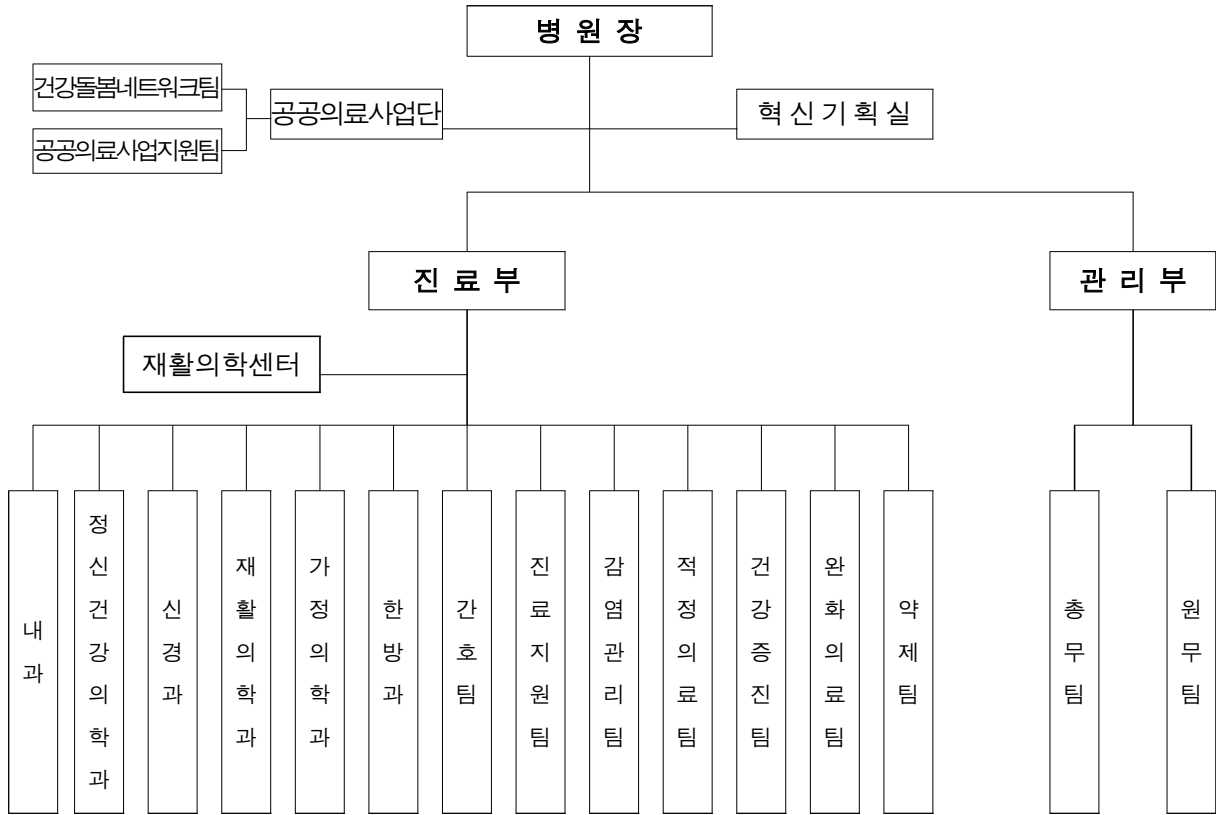 병 원 장
건강돌봄네트워크팀
공공의료사업단
혁 신 기 획 실
공공의료사업지원팀
진 료 부
관 리 부
재활의학센터
내과
정신건강의학과
신경과
재활의학과
가정의학과
한방과
간호팀
진료지원팀
감염관리팀
적정의료팀
건강증진팀
완화의료팀
약제팀
총무팀
원무팀